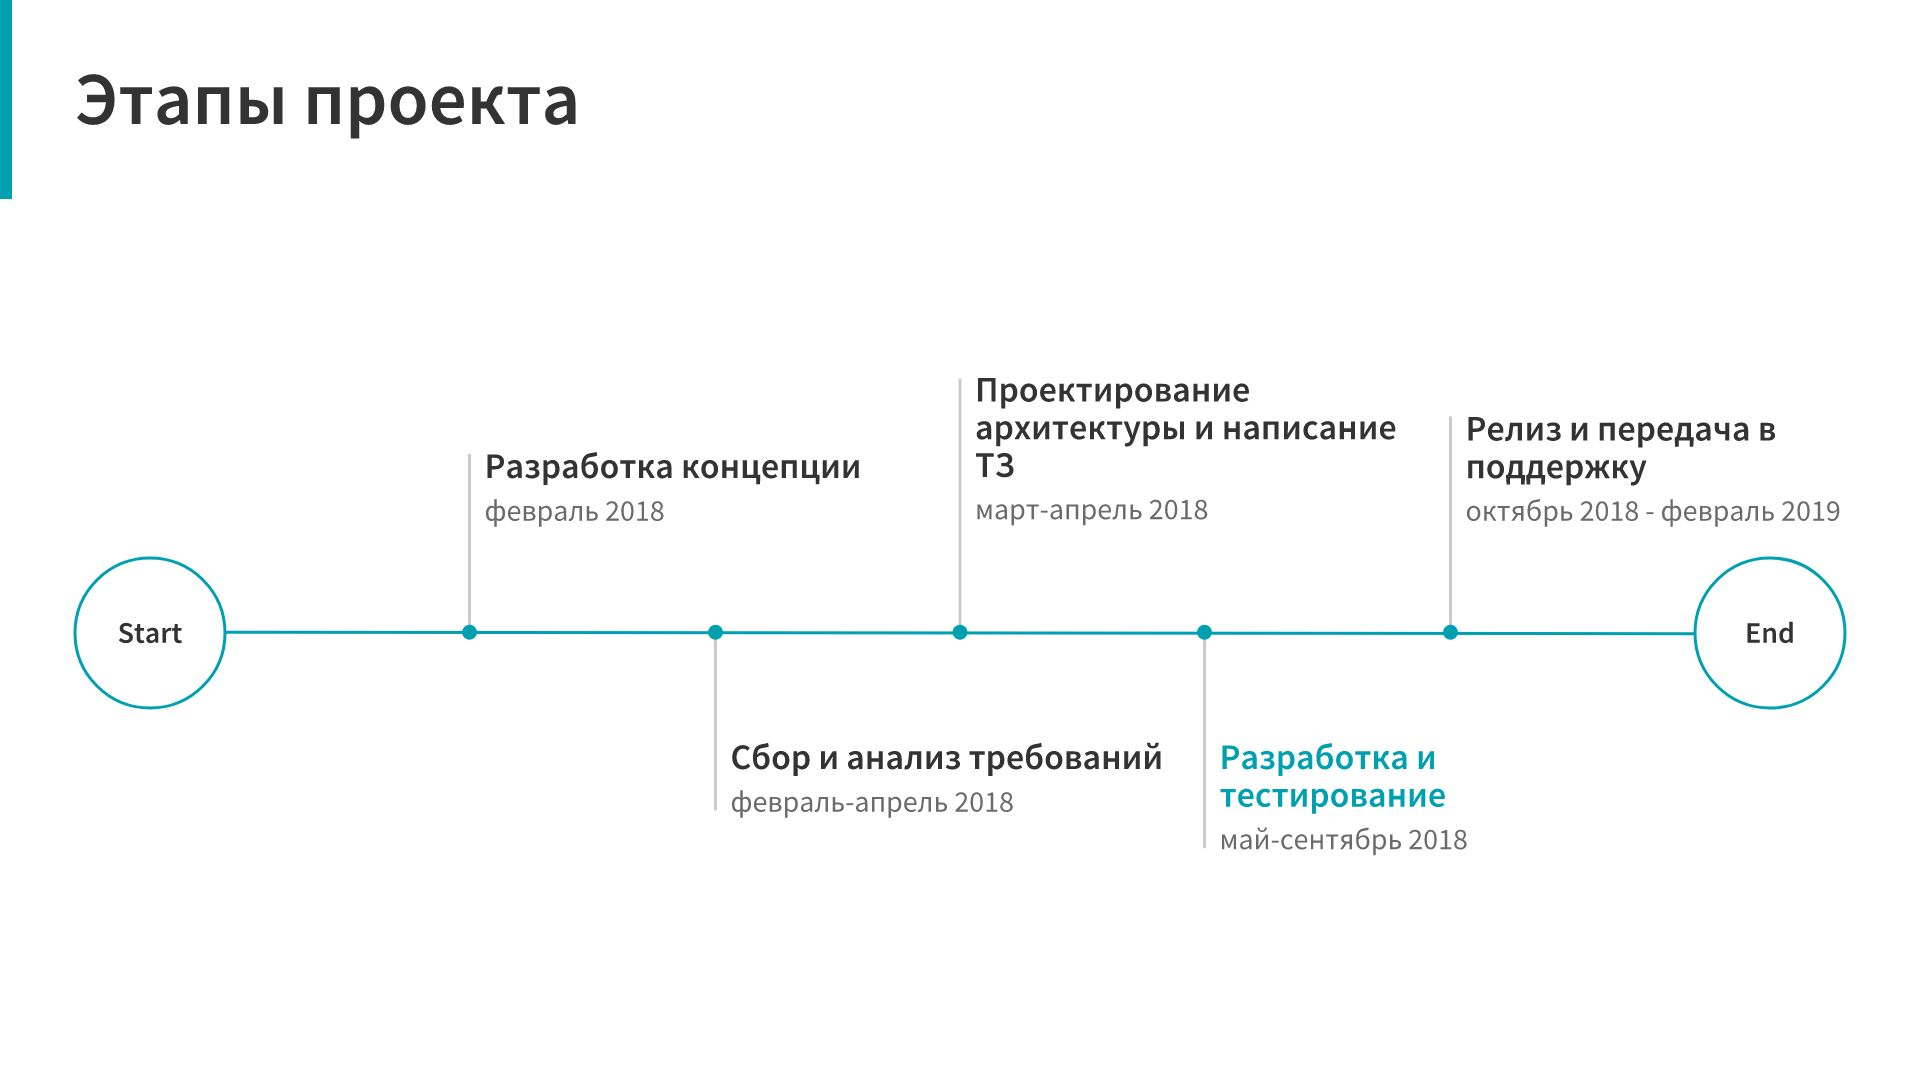 Этапы проекта
Проектирование
архитектуры и написание
ТЗ
март-апрель 2018
Релиз и передача в
поддержку
октябрь 2018 - февраль 2019
Разработка концепции
февраль 2018
Start
End
Сбор и анализ требований
февраль-апрель 2018
Разработка и
тестирование
май-сентябрь 2018